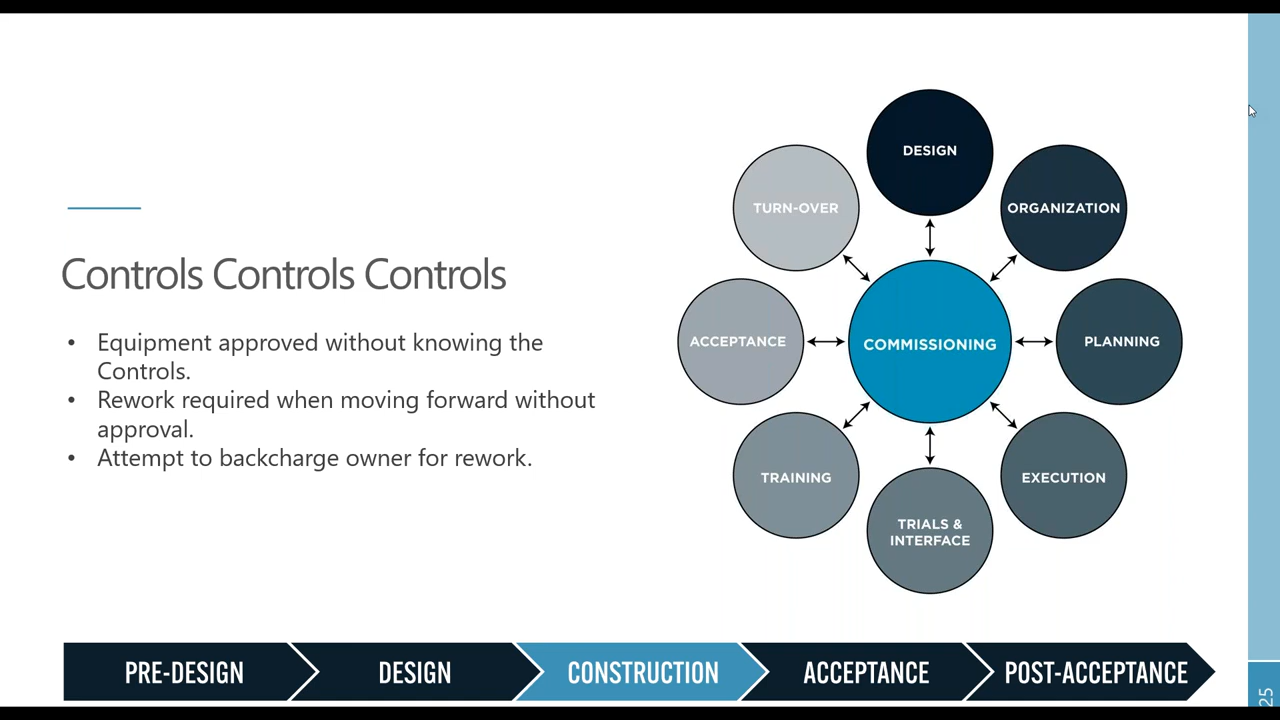 Controls Controls Controls
• Equipment approved without knowing the
Controls.
• Rework required when moving forward without
approval.
• Attempt to backcharge owner for rework.
DESIGN
TURN-OVER
ORGANIZATION
ACCEPTANCE
COMMISSIONING
PLANNING
TRAINING
EXECUTION
TRIALS &
INTERFACE
PRE-DESIGN
DESIGN
CONSTRUCTION
ACCEPTANCE
POST-ACCEPTANCE
25